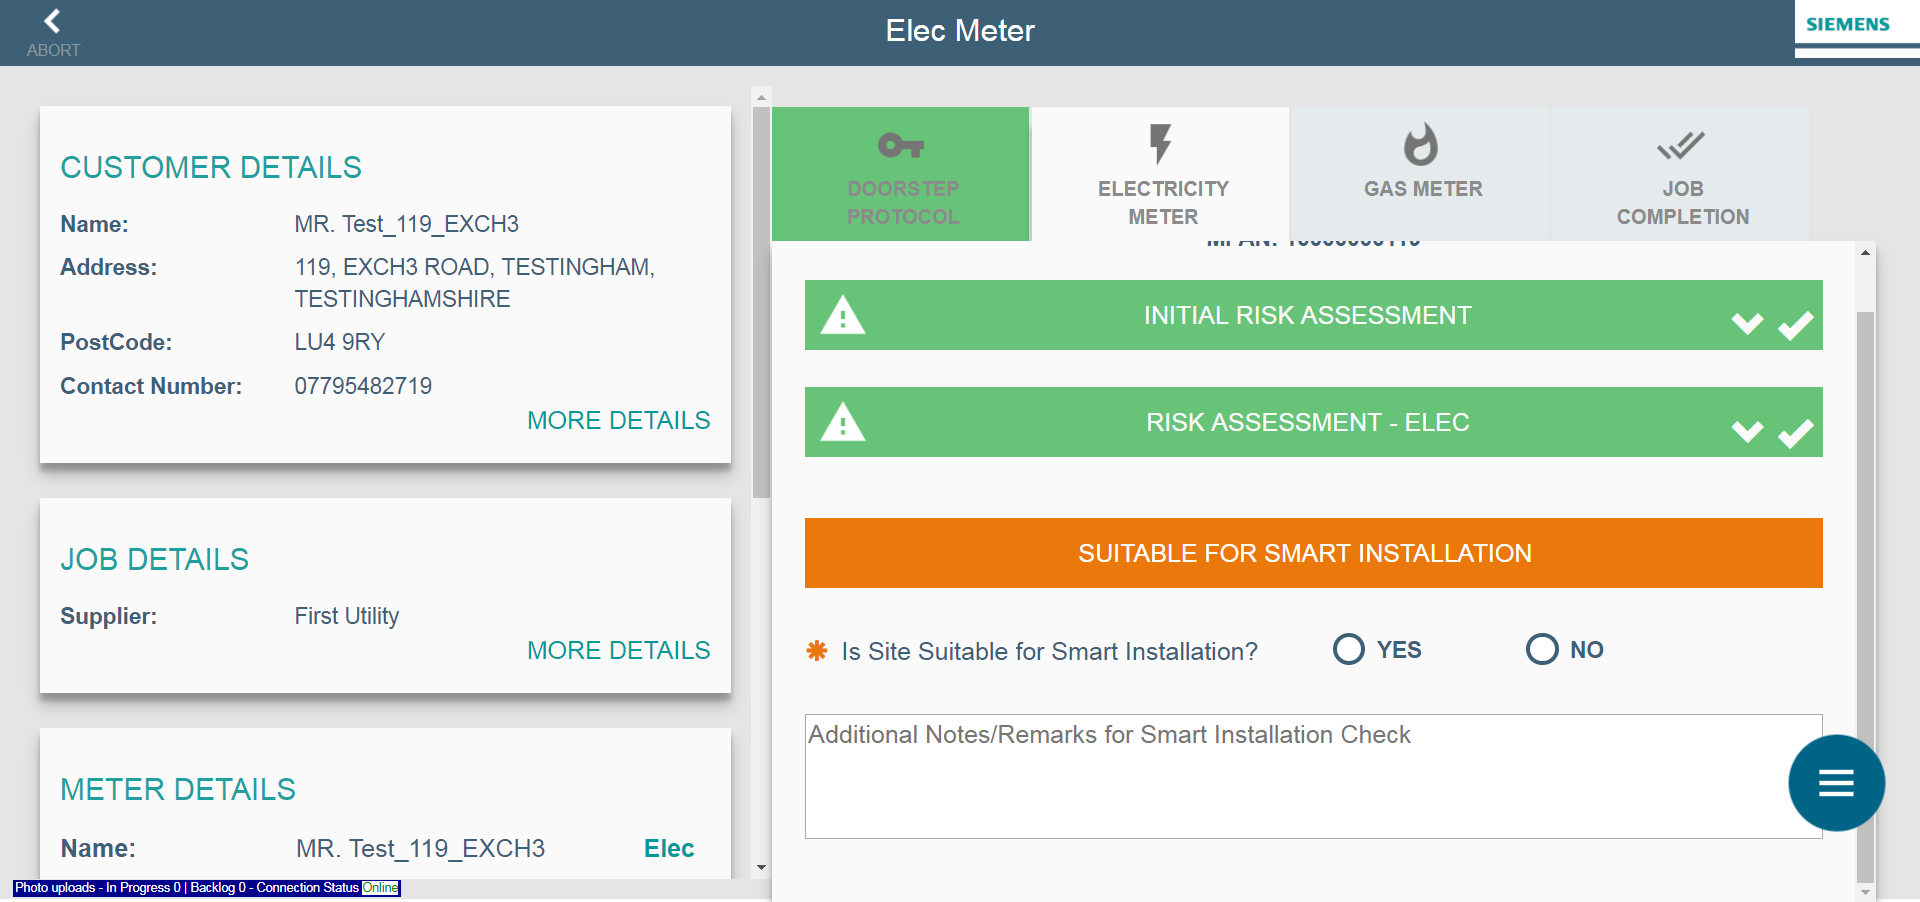 ABORT
Elec Meter
SIEMENS
CUSTOMER DETAILS
Name: MR. Test_119_EXCH3
Address: 119, EXCH3 ROAD, TESTINGHAM,
TESTINGHAMSHIRE
PostCode: LU4 9RY
Contact Number: 07795482719
MORE DETAILS
JOB DETAILS
Supplier: First Utility
MORE DETAILS
METER DETAILS
Name: MR. Test_119_EXCH3 Elec
Photo uploads - In Progress 0 | Backlog 0 - Connection Status Online
DOORSTEP
PROTOCOL
ELECTRICITY
METER
GAS METER
JOB
COMPLETION
INITIAL RISK ASSESSMENT
RISK ASSESSMENT - ELEC
SUITABLE FOR SMART INSTALLATION
Is Site Suitable for Smart Installation? YES NO
Additional Notes/Remarks for Smart Installation Check